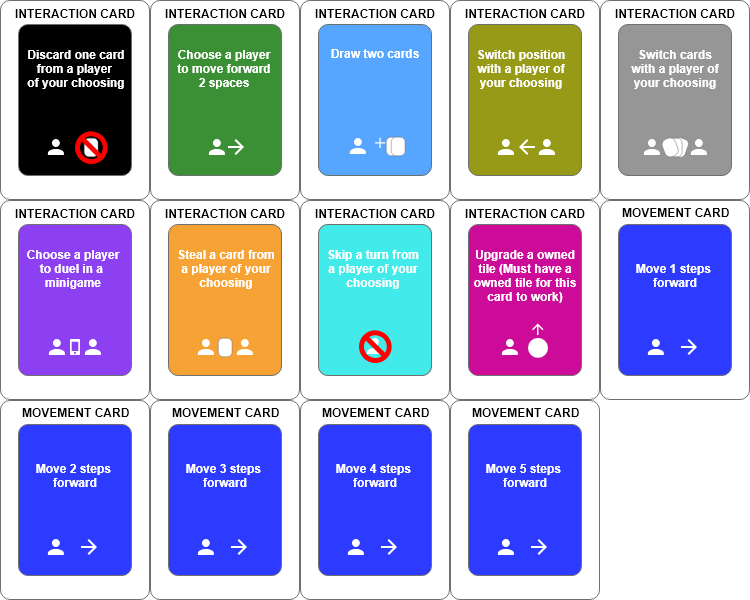 INTERACTION CARD
Discard one card
from a player
of your choosing
INTERACTION CARD
Choose a player
to move forward
2 spaces
INTERACTION CARD
Draw two cards
INTERACTION CARD
Switch position
with a player of
your choosing
INTERACTION CARD
Switch cards
with a player of
your choosing
INTERACTION CARD
Choose a player
to duel in a
minigame
INTERACTION CARD
Steal a card from
a player of your
choosing
INTERACTION CARD
Skip a turn from
a player of your
choosing
INTERACTION CARD
Upgrade a owned
tile (Must have a
owned tile for this
card to work)
MOVEMENT CARD
Move 1 steps
forward
MOVEMENT CARD
Move 2 steps
forward
MOVEMENT CARD
Move 3 steps
forward
MOVEMENT CARD
Move 4 steps
forward
MOVEMENT CARD
Move 5 steps
forward